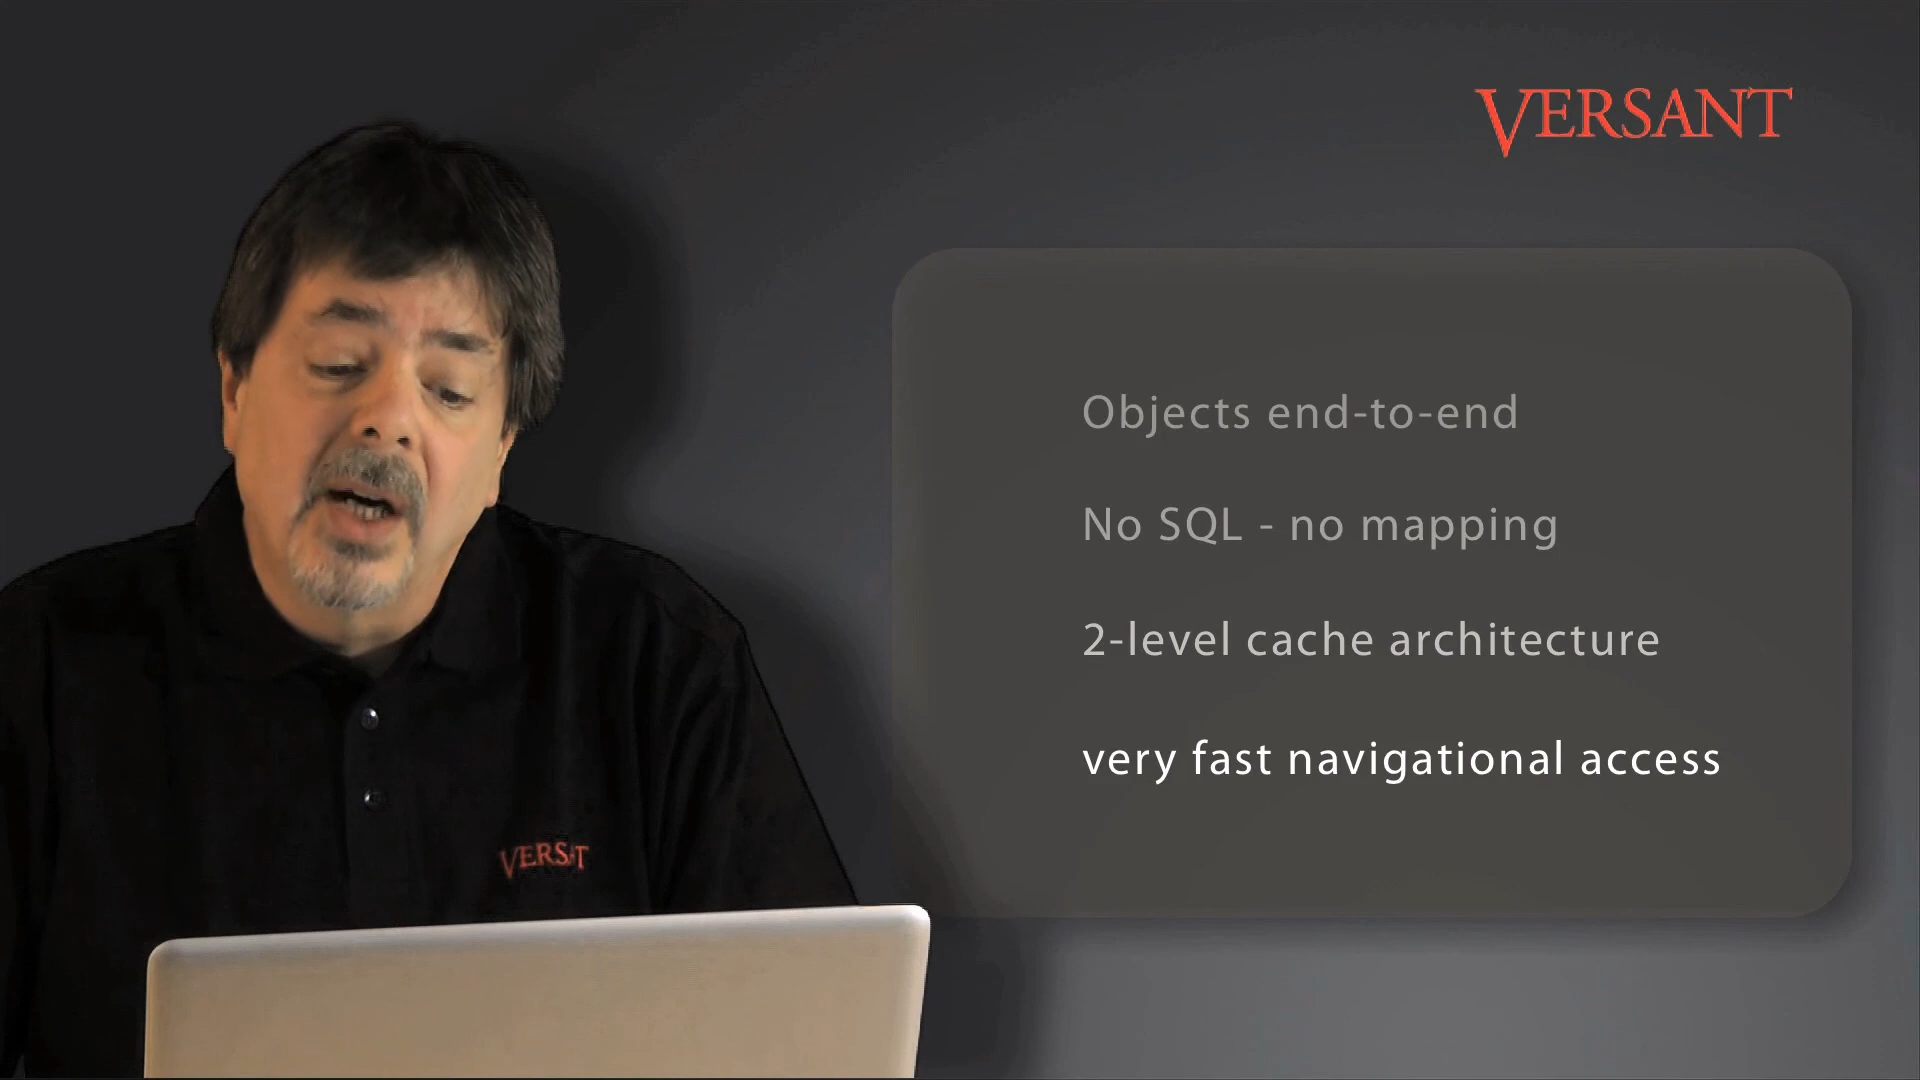 VERSANT
Objects end-to-end
No SQL - no mapping
2-level cache architecture
very fast navigational access